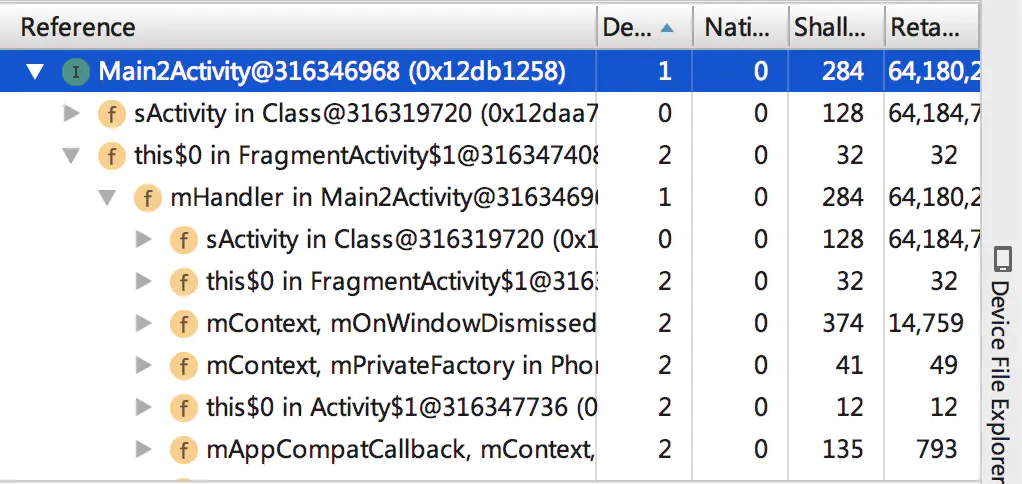 Reference De... Nati... Shall... Reta...
I Main2Activity@316346968 (0x12db1258) 1 0 284 64,180,2
f sActivity in Class@316319720 (0x12daa7 0 0 128 64,184,7
f this$0 in FragmentActivity$1@316347408 2 0 32 32
f mHandler in Main2Activity@31634696 1 0 284 64,180,2
f sActivity in Class@316319720 (0x1 0 0 128 64,184,7
f this$0 in FragmentActivity$1@3163 2 0 32 32
f mContext, mOnWindowDismissed 2 0 374 14,759
f mContext, mPrivateFactory in Phon 2 0 41 49
f this$0 in Activity$1@316347736 (0 2 0 12 12
f mAppCompatCallback, mContext, 2 0 135 793
Device File Explorer